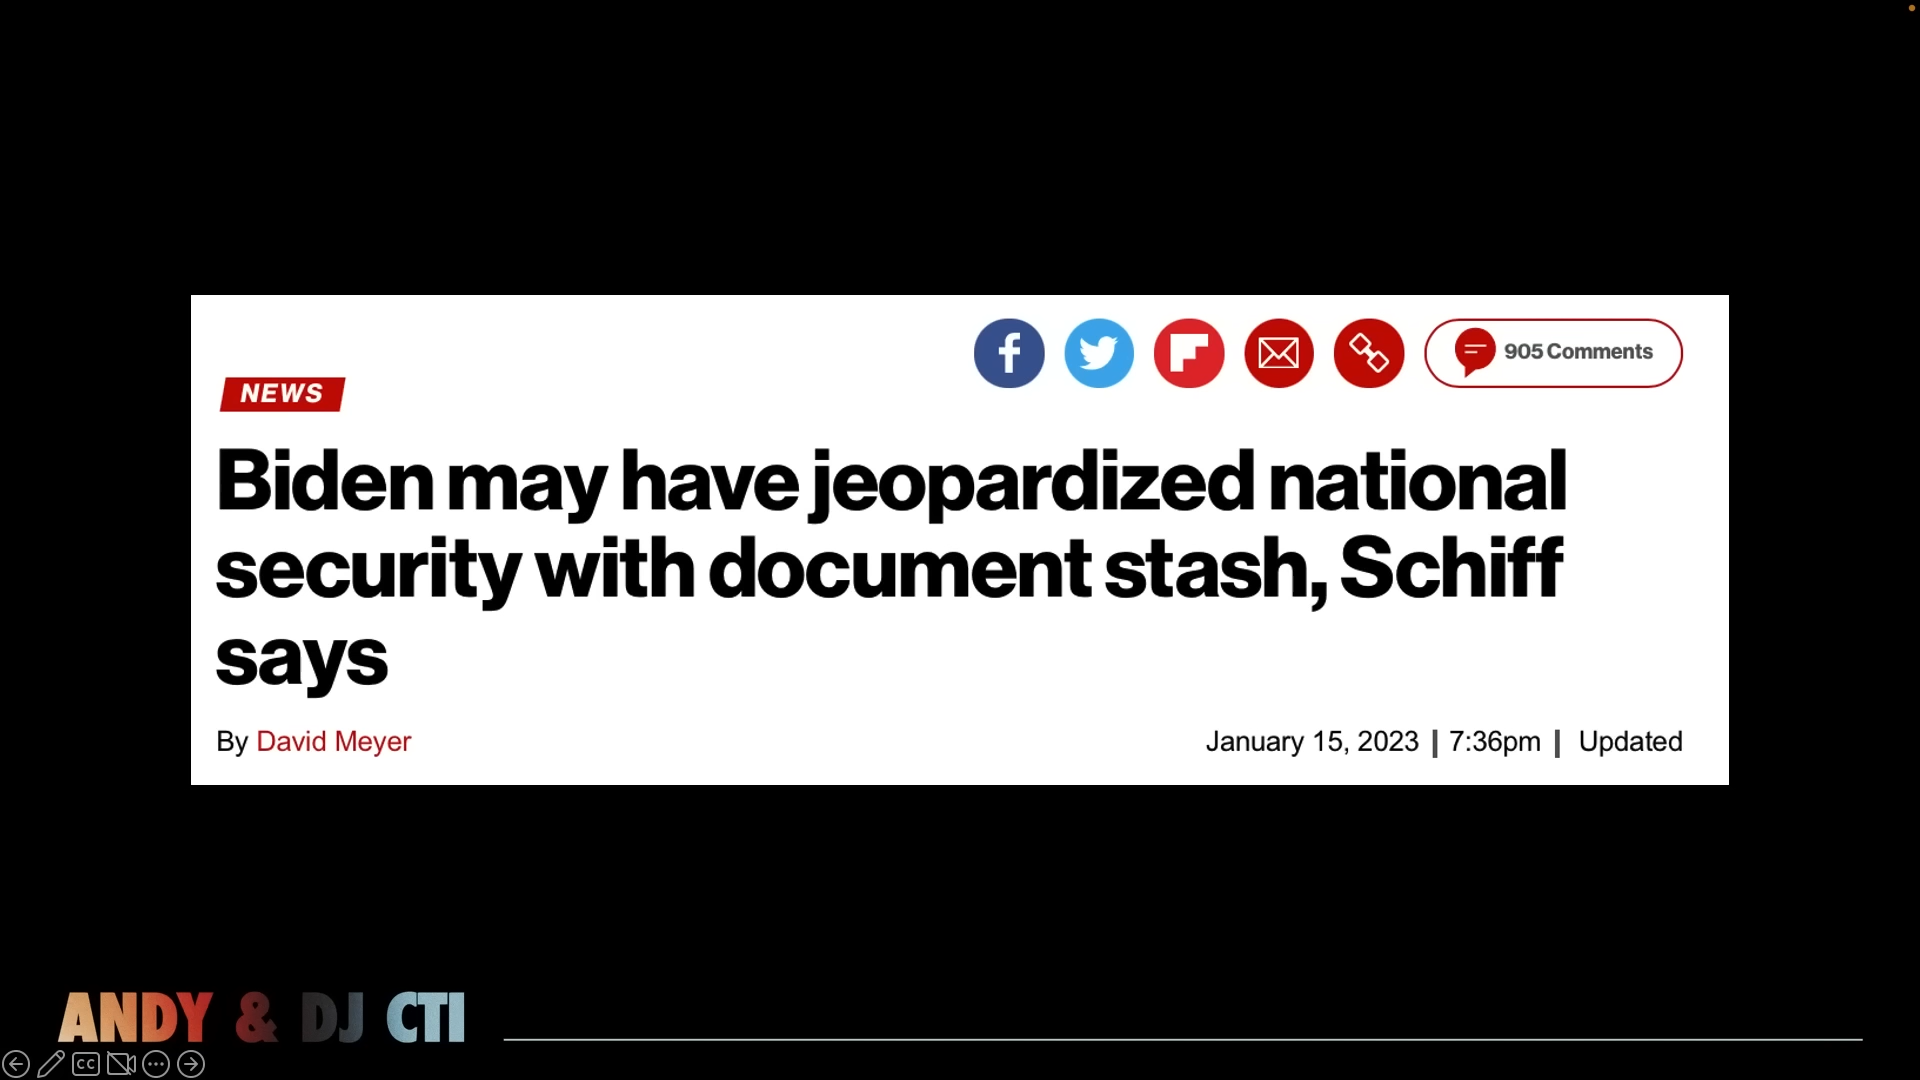 905 Comments
NEWS
Biden may have jeopardized national
security with document stash, Schiff
says
By David Meyer
January 15, 2023 | 7:36pm | Updated
ANDY & DJ CTI
CC